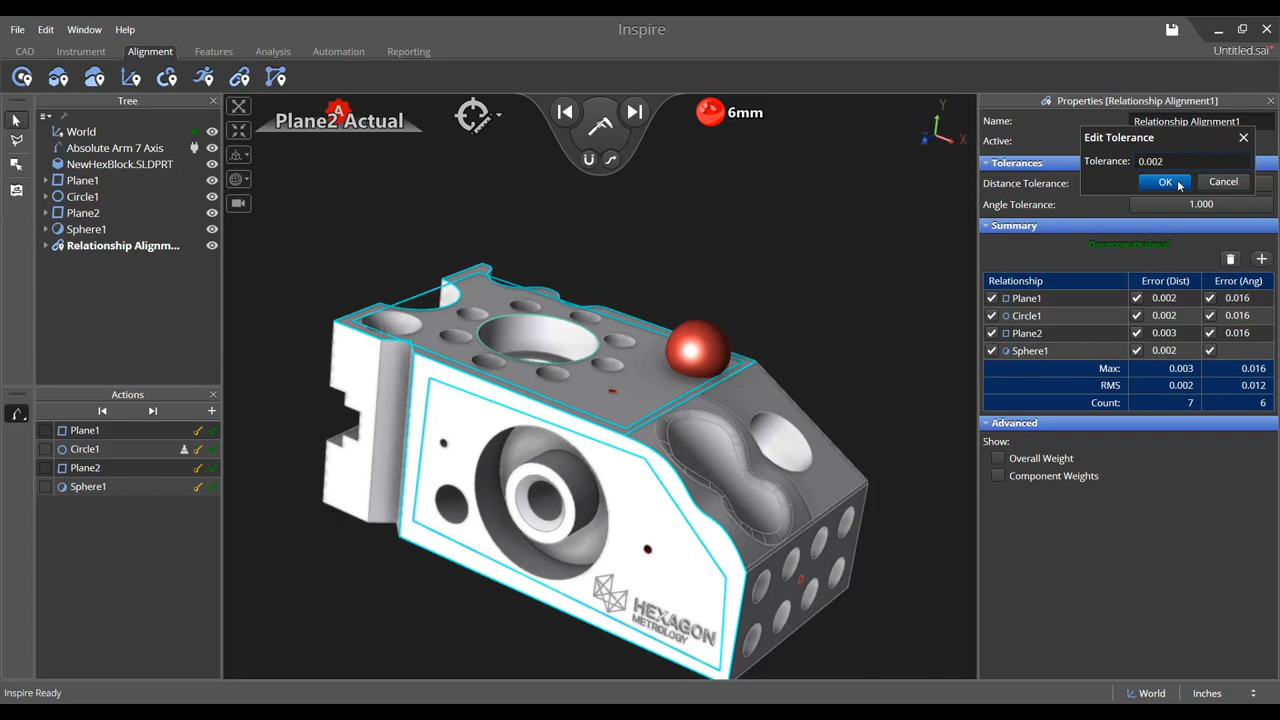 File Edit Window Help
Inspire
CAD Instrument Alignment Features Analysis Automation Reporting
Untitled.sai*
Tree
World
Absolute Arm 7 Axis
NewHexBlock.SLDPRT
Plane1
Circle1
Plane2
Sphere1
Relationship Alignm...
Actions
Plane1
Circle1
Plane2
Sphere1
A
Plane2 Actual
6mm
Y
X
Z
HEXAGON
METROLOGY
Properties [Relationship Alignment1]
Name: Relationship Alignment1
Active:
Edit Tolerance
Tolerance: 0.002
OK Cancel
Tolerances
Distance Tolerance:
Angle Tolerance: 1.000
Summary
Overconstrained
Relationship Error (Dist) Error (Ang)
Plane1 0.002 0.016
Circle1 0.002 0.016
Plane2 0.003 0.016
Sphere1 0.002
Max: 0.003 0.016
RMS 0.002 0.012
Count: 7 6
Advanced
Show:
Overall Weight
Component Weights
Inspire Ready
World Inches